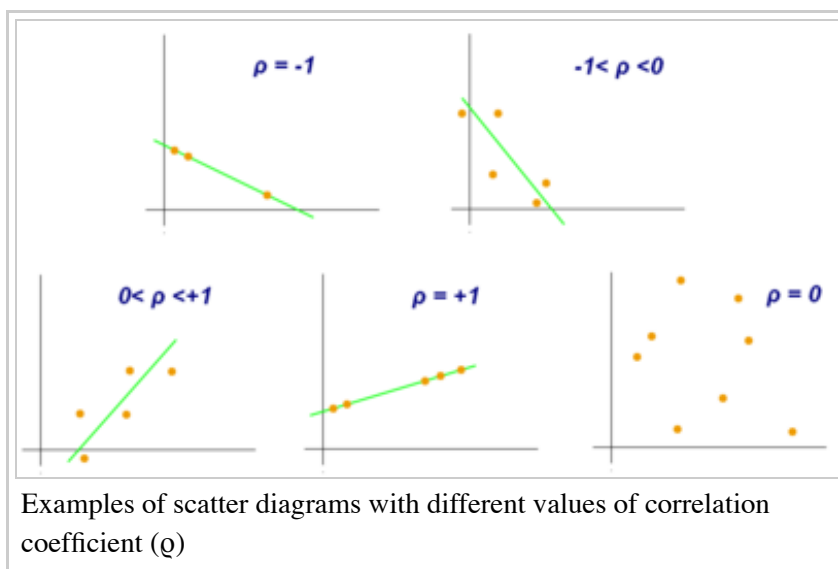 ρ = -1
-1< ρ <0
0< ρ <+1
ρ = +1
ρ = 0
Examples of scatter diagrams with different values of correlation
coefficient (ρ)